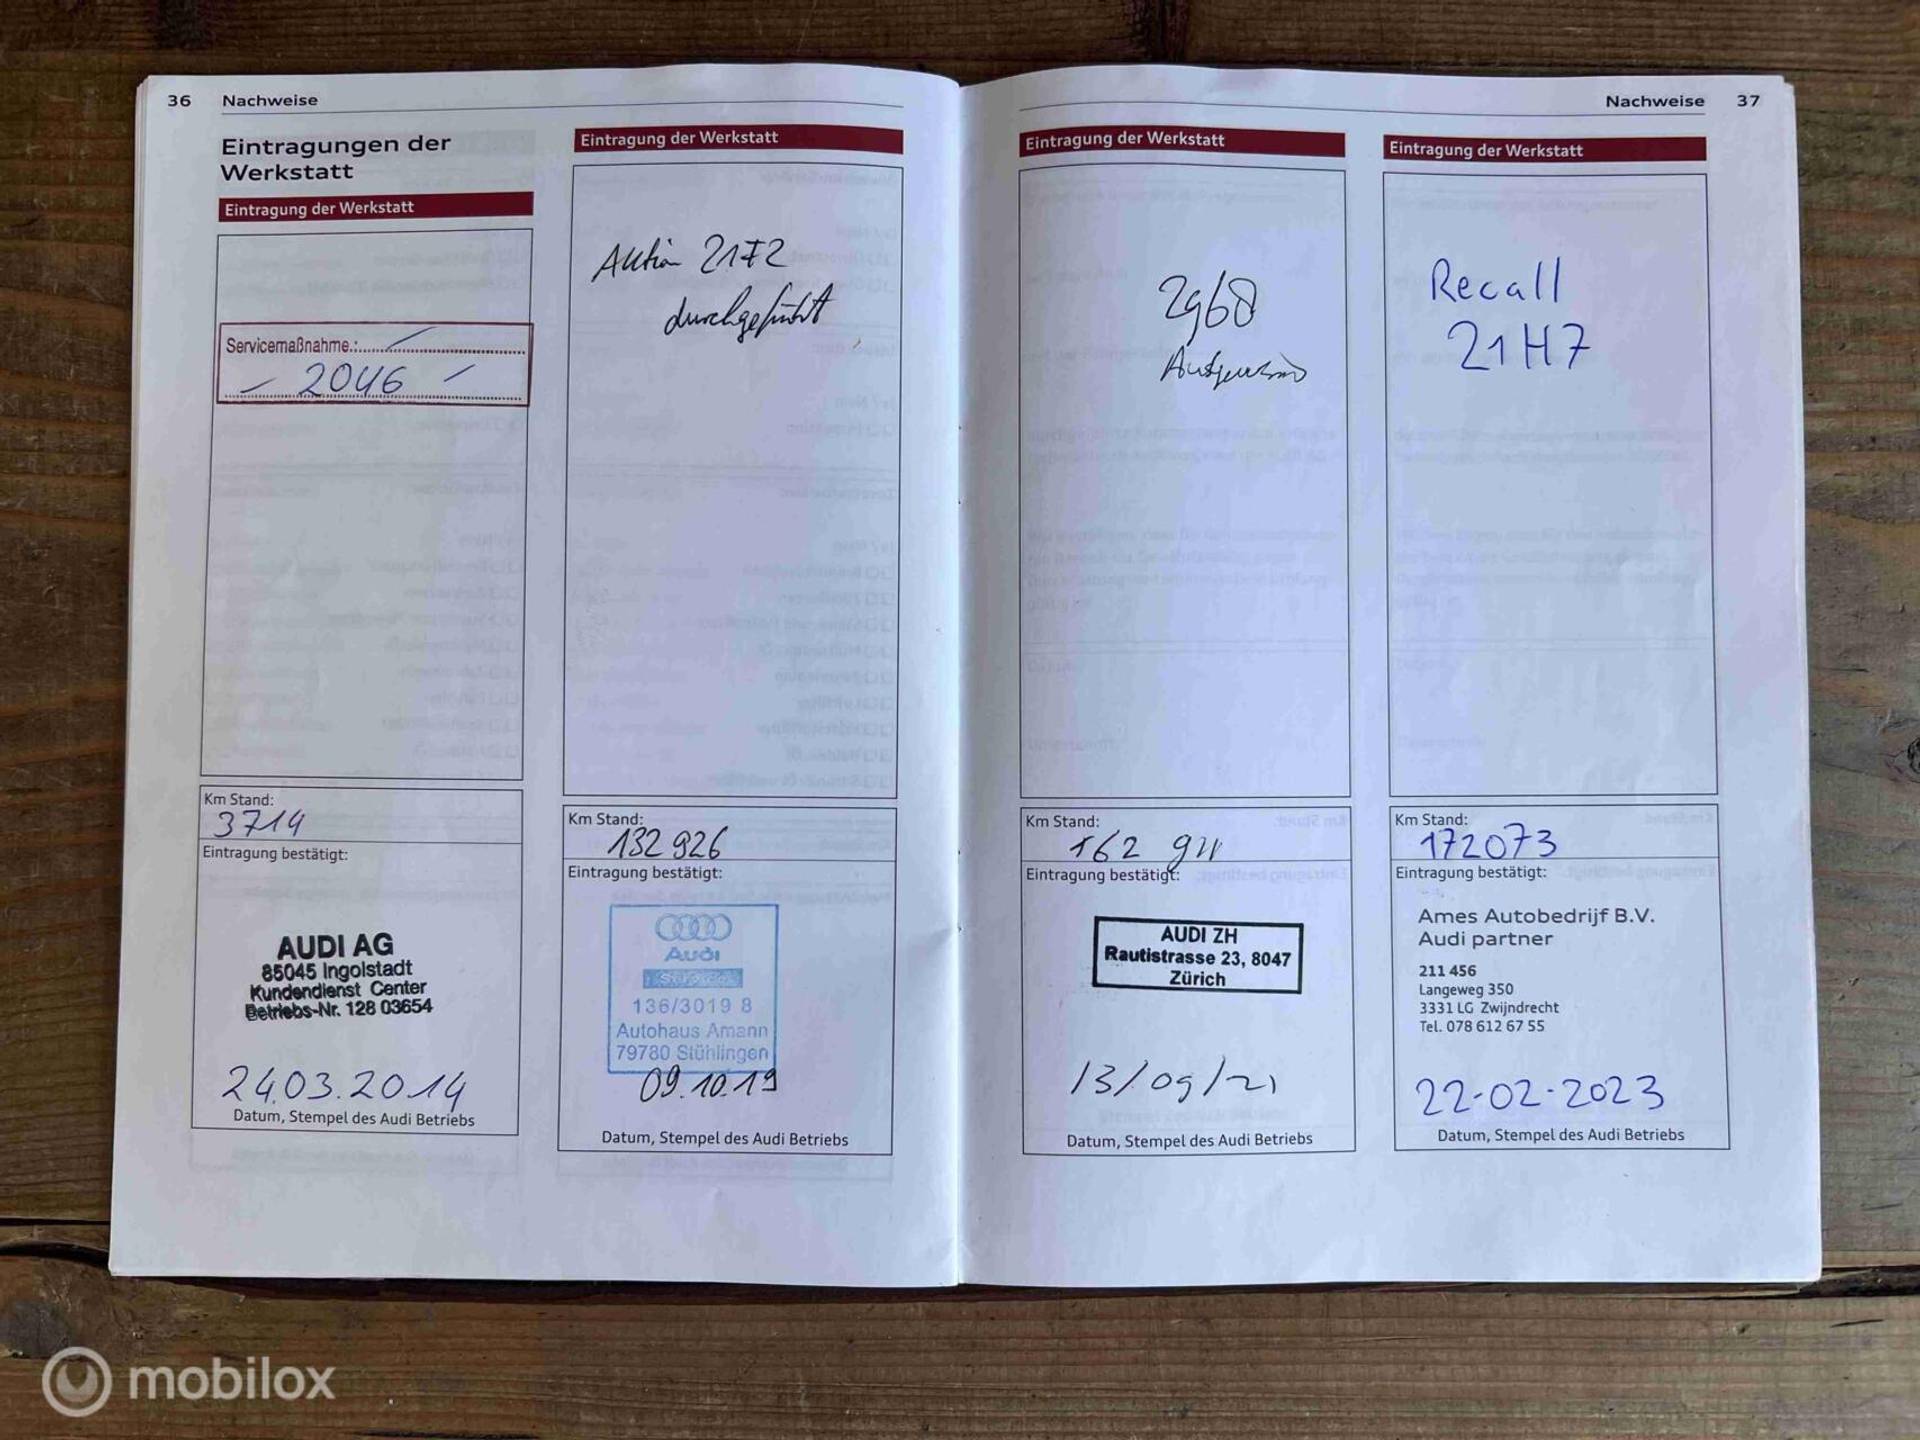 36 Nachweise
Eintragungen der
Werkstatt
Eintragung der Werkstatt
Servicemaßnahme.:
- 2046 -
Km Stand:
3714
Eintragung bestätigt:
AUDI AG
85045 Ingolstadt
Kundendienst Center
Betriebs-Nr. 128 03654
24.03.2014
Datum, Stempel des Audi Betriebs
Eintragung der Werkstatt
Aktion
durchgeführt
Km Stand:
132 926
Eintragung bestätigt:
Audi
Service
136/3019 8
Autohaus Amann
79780 Stühlingen
09.10.19
Datum, Stempel des Audi Betriebs
Nachweise 37
Eintragung der Werkstatt
Km Stand:
162
Eintragung bestätigt:
AUDI ZH
Rautistrasse 23, 8047
Zürich
13/09/21
Datum, Stempel des Audi Betriebs
Eintragung der Werkstatt
Recall
21H7
Km Stand:
172073
Eintragung bestätigt:
Ames Autobedrijf B.V.
Audi partner
211 456
Langeweg 350
3331 LG Zwijndrecht
Tel. 078 612 67 55
22-02-2023
Datum, Stempel des Audi Betriebs
mobilox